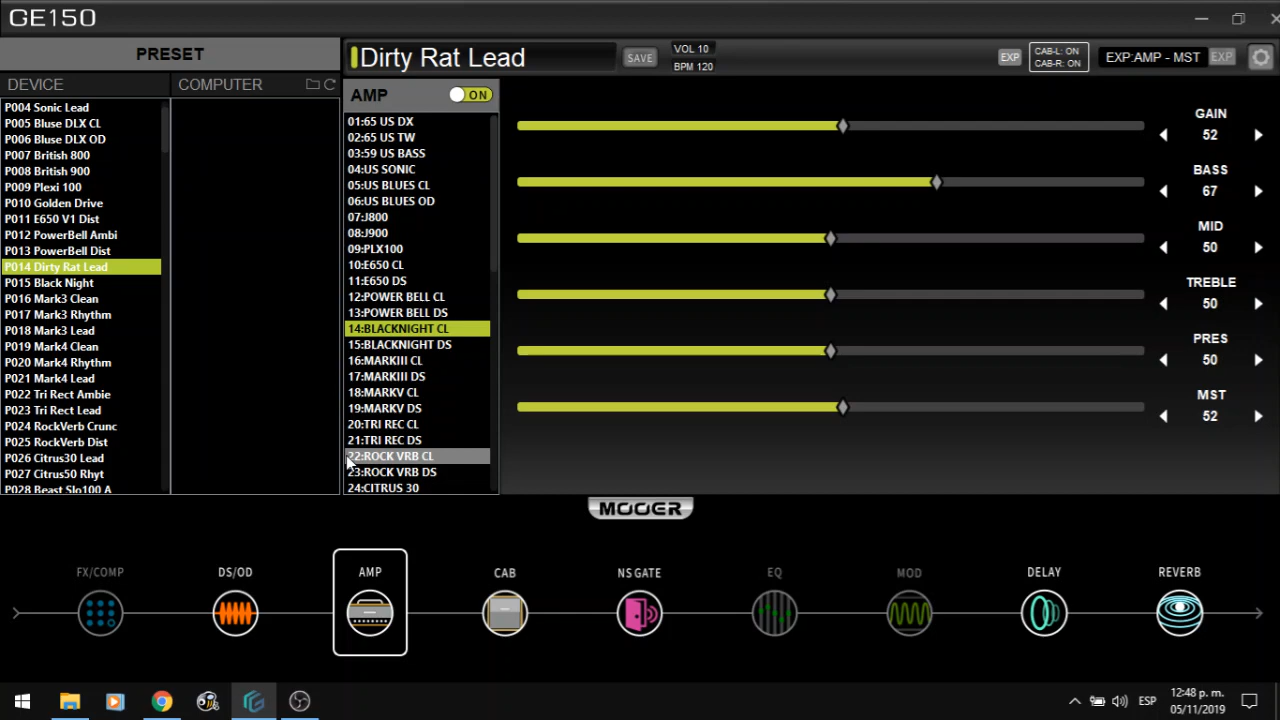 GE150
PRESET
DEVICE
COMPUTER
P004 Sonic Lead
P005 Bluse DLX CL
P006 Bluse DLX OD
P007 British 800
P008 British 900
P009 Plexi 100
P010 Golden Drive
P011 E650 V1 Dist
P012 PowerBell Ambi
P013 PowerBell Dist
P014 Dirty Rat Lead
P015 Black Night
P016 Mark3 Clean
P017 Mark3 Rhythm
P018 Mark3 Lead
P019 Mark4 Clean
P020 Mark4 Rhythm
P021 Mark4 Lead
P022 Tri Rect Ambie
P023 Tri Rect Lead
P024 RockVerb Crunc
P025 RockVerb Dist
P026 Citrus30 Lead
P027 Citrus50 Rhyt
P028 Beast Slo100 A
Dirty Rat Lead
SAVE
VOL 10
BPM 120
EXP
CAB-L: ON
CAB-R: ON
EXP:AMP - MST
EXP
AMP
ON
01:65 US DX
02:65 US TW
03:59 US BASS
04:US SONIC
05:US BLUES CL
06:US BLUES OD
07:J800
08:J900
09:PLX100
10:E650 CL
11:E650 DS
12:POWER BELL CL
13:POWER BELL DS
14:BLACKNIGHT CL
15:BLACKNIGHT DS
16:MARKIII CL
17:MARKIII DS
18:MARKV CL
19:MARKV DS
20:TRI REC CL
21:TRI REC DS
22:ROCK VRB CL
23:ROCK VRB DS
24:CITRUS 30
GAIN
52
BASS
67
MID
50
TREBLE
50
PRES
50
MST
52
MOOER
FX/COMP
DS/OD
AMP
CAB
NS GATE
EQ
MOD
DELAY
REVERB
ESP
12:48 p. m.
05/11/2019